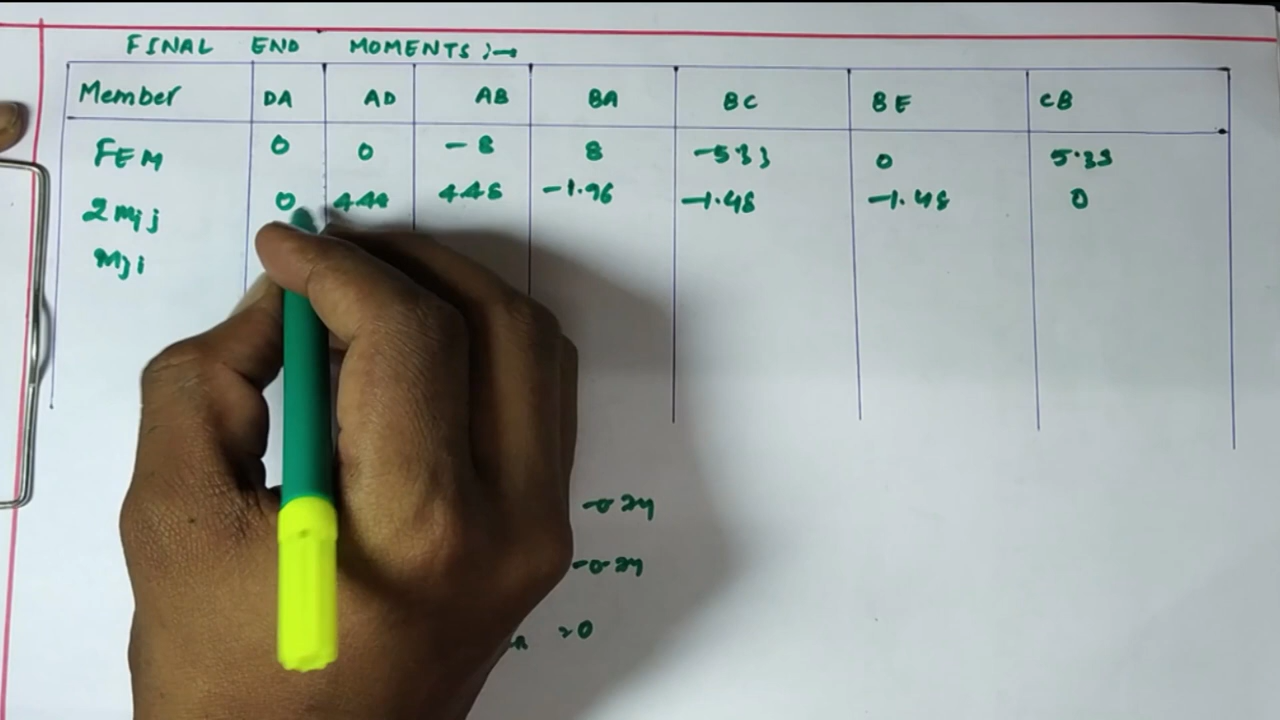 FINAL END MOMENTS :→
Member DA AD AB BA BC BE CB
FEM 0 0 -8 8 -5.33 0 5.33
2Mij 0 4.48 4.48 -1.96 -1.48 -1.48 0
Mji
-0.24
-0.24
=0